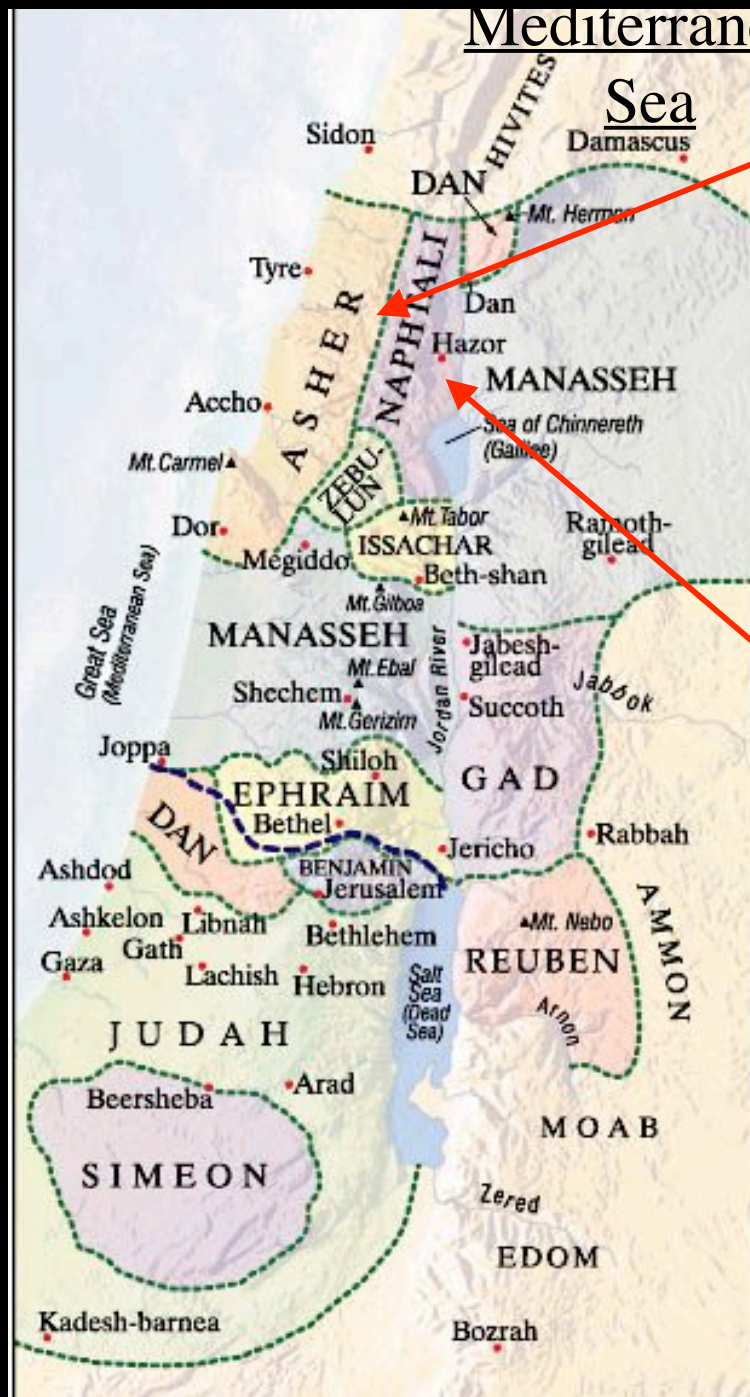 Mediterrane
Sea
HIVITES
Sidon
Damascus
DAN
Mt. Hermon
Tyre
NAPHTALI
Dan
ASHER
Hazor
MANASSEH
Accho
Sea of Chinnereth
(Galilee)
Mt. Carmel
ZEBU-
LUN
Mt. Tabor
Dor
Ramoth-
gilead
ISSACHAR
Megiddo
Beth-shan
Mt. Gilboa
Great Sea
(Mediterranean Sea)
MANASSEH
Jordan River
Jabesh-
gilead
Mt. Ebal
Jabbok
Shechem
Succoth
Mt. Gerizim
Joppa
Shiloh
GAD
EPHRAIM
DAN
Bethel
Rabbah
Jericho
Ashdod
BENJAMIN
Jerusalem
AMMON
Ashkelon
Libnah
Mt. Nebo
Gath
Bethlehem
Gaza
REUBEN
Lachish
Hebron
Salt
Sea
(Dead
Sea)
Arnon
JUDAH
Arad
Beersheba
MOAB
SIMEON
Zered
EDOM
Kadesh-barnea
Bozrah